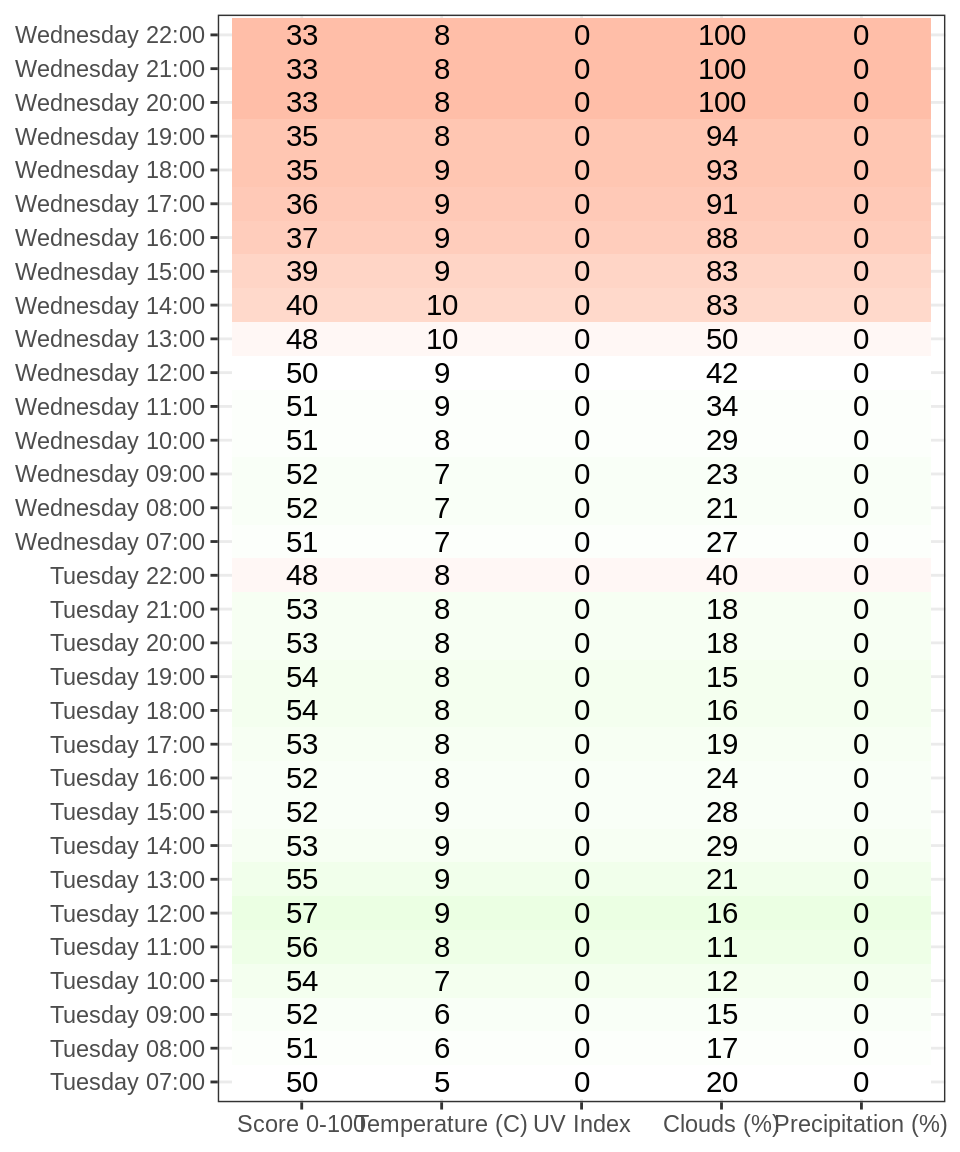 Wednesday 22:00 33 8 0 100 0
Wednesday 21:00 33 8 0 100 0
Wednesday 20:00 33 8 0 100 0
Wednesday 19:00 35 8 0 94 0
Wednesday 18:00 35 9 0 93 0
Wednesday 17:00 36 9 0 91 0
Wednesday 16:00 37 9 0 88 0
Wednesday 15:00 39 9 0 83 0
Wednesday 14:00 40 10 0 83 0
Wednesday 13:00 48 10 0 50 0
Wednesday 12:00 50 9 0 42 0
Wednesday 11:00 51 9 0 34 0
Wednesday 10:00 51 8 0 29 0
Wednesday 09:00 52 7 0 23 0
Wednesday 08:00 52 7 0 21 0
Wednesday 07:00 51 7 0 27 0
Tuesday 22:00 48 8 0 40 0
Tuesday 21:00 53 8 0 18 0
Tuesday 20:00 53 8 0 18 0
Tuesday 19:00 54 8 0 15 0
Tuesday 18:00 54 8 0 16 0
Tuesday 17:00 53 8 0 19 0
Tuesday 16:00 52 8 0 24 0
Tuesday 15:00 52 9 0 28 0
Tuesday 14:00 53 9 0 29 0
Tuesday 13:00 55 9 0 21 0
Tuesday 12:00 57 9 0 16 0
Tuesday 11:00 56 8 0 11 0
Tuesday 10:00 54 7 0 12 0
Tuesday 09:00 52 6 0 15 0
Tuesday 08:00 51 6 0 17 0
Tuesday 07:00 50 5 0 20 0
Score 0-100 Temperature (C) UV Index Clouds (%) Precipitation (%)